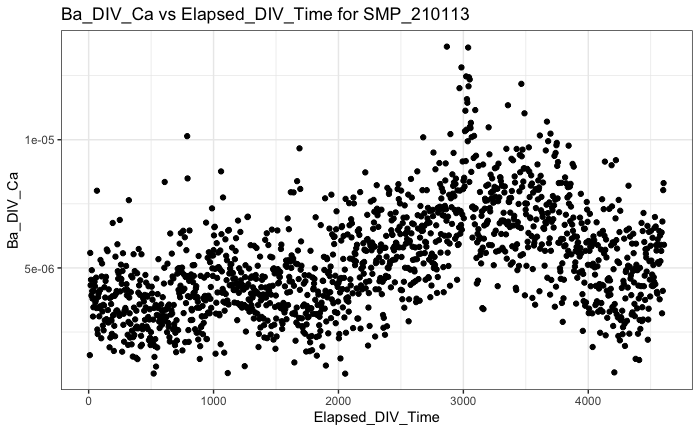 Ba_DIV_Ca vs Elapsed_DIV_Time for SMP_210113
1e-05
5e-06
Ba_DIV_Ca
0 1000 2000 3000 4000
Elapsed_DIV_Time